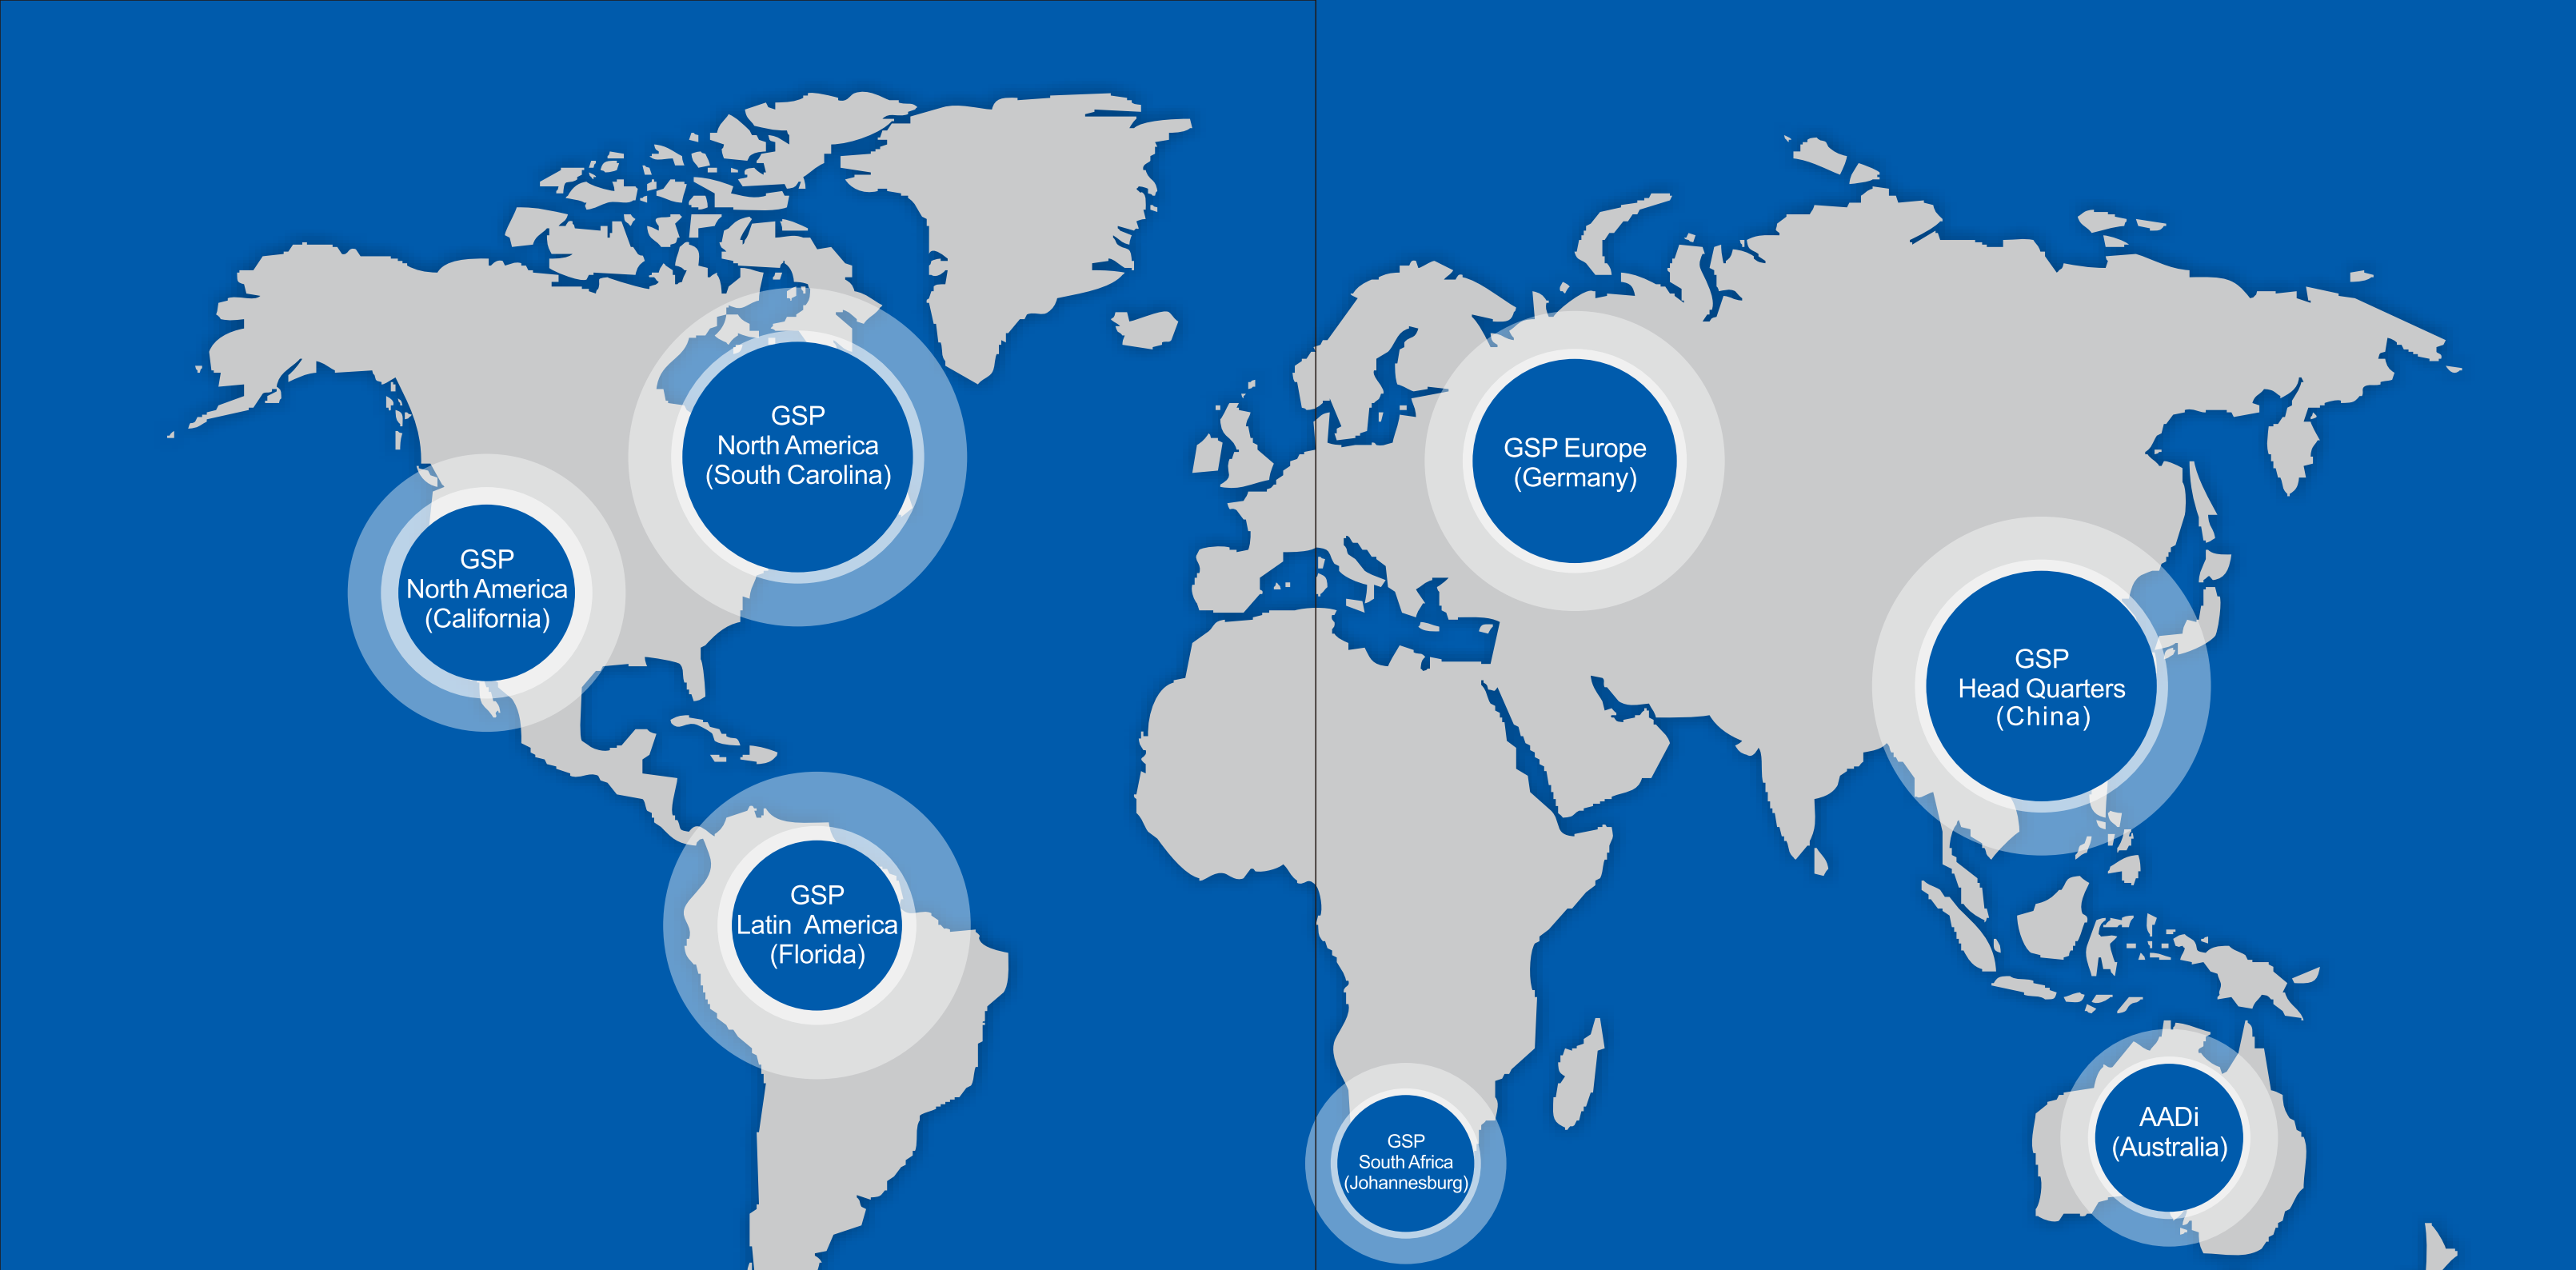 GSP
North America
(South Carolina)
GSP Europe
(Germany)
GSP
North America
(California)
GSP
Head Quarters
(China)
GSP
Latin America
(Florida)
AADi
(Australia)
GSP
South Africa
(Johannesburg)